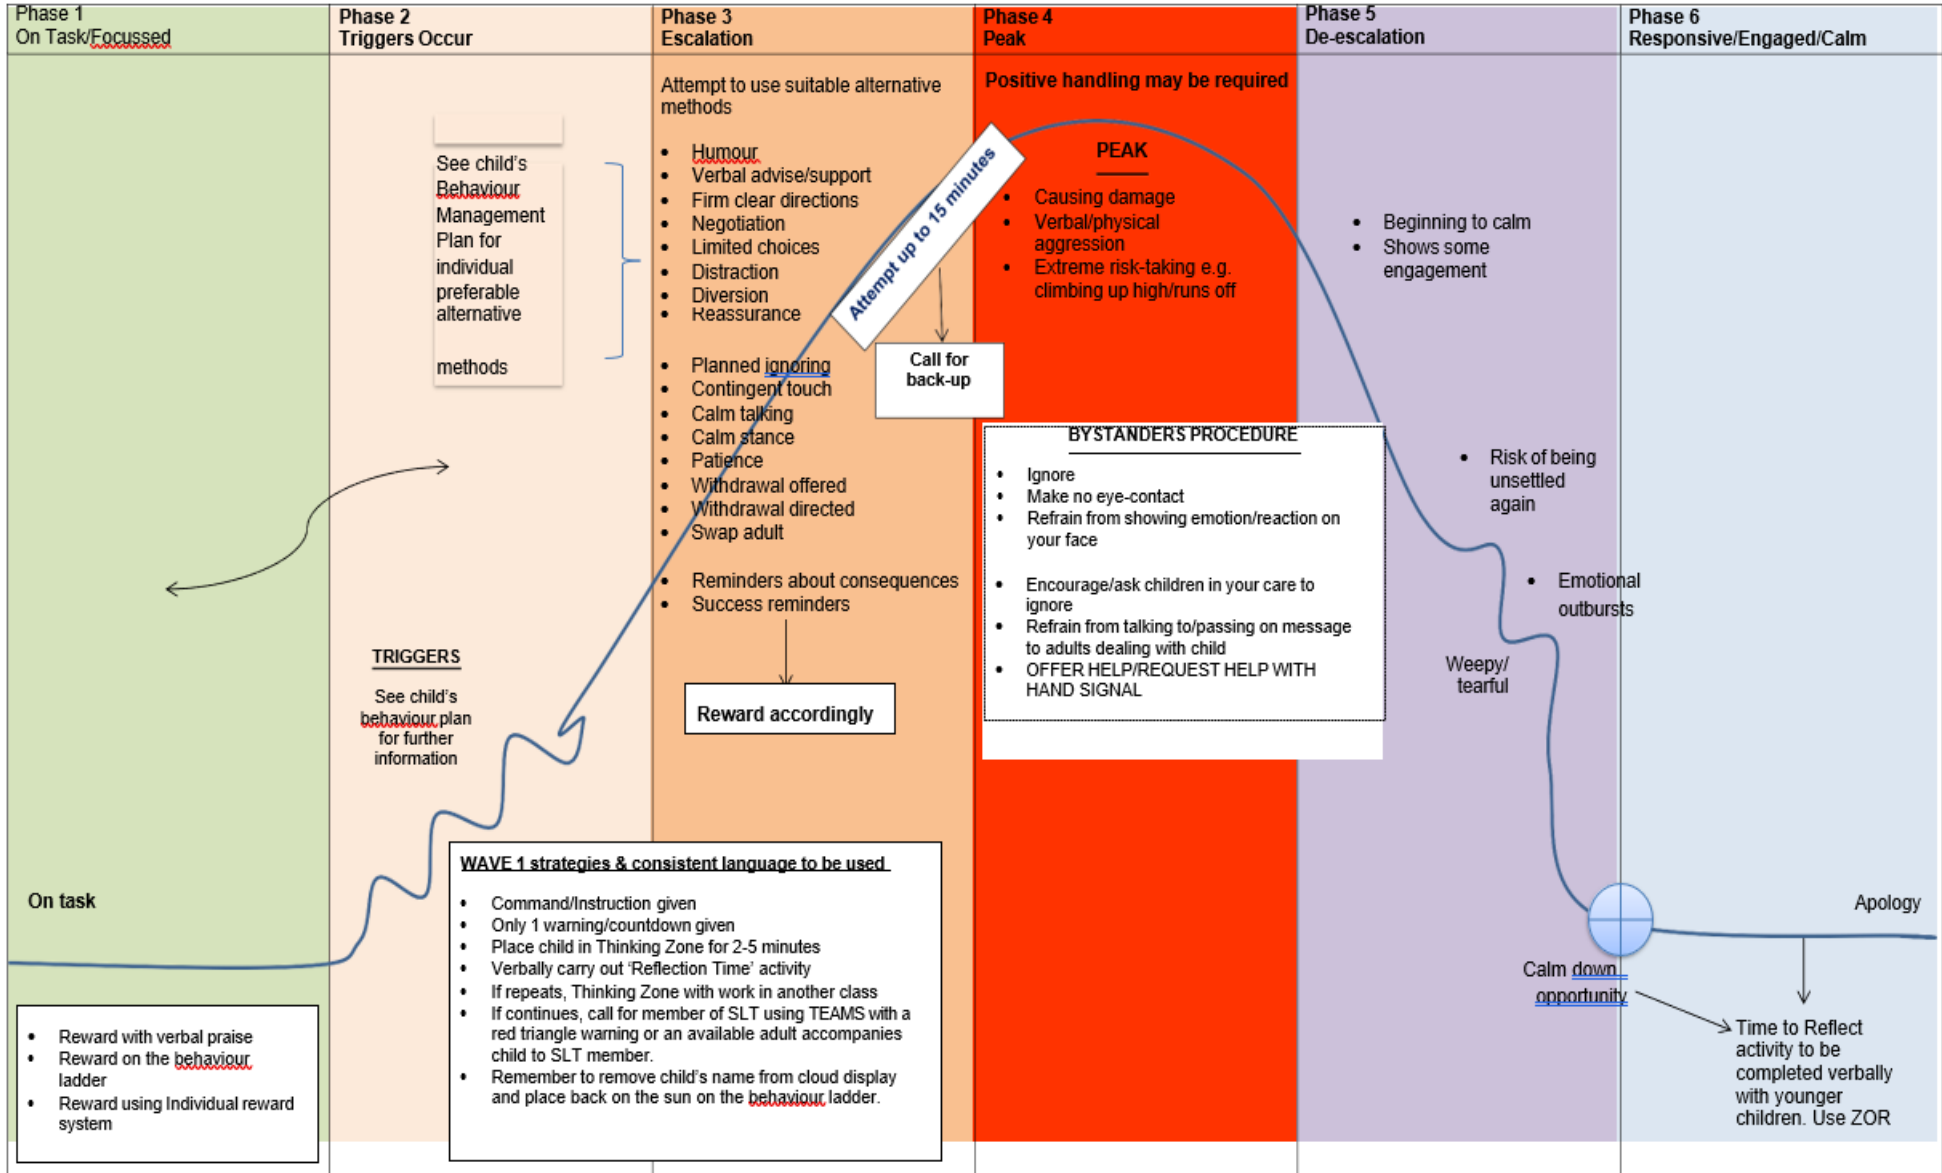 Phase 1
On Task/Focussed
Phase 2
Triggers Occur
Phase 3
Escalation
Phase 4
Peak
Phase 5
De-escalation
Phase 6
Responsive/Engaged/Calm
On task
Reward with verbal praise
Reward on the behaviour
ladder
Reward using Individual reward
system
See child's
Behaviour
Management
Plan for
individual
preferable
alternative
methods
TRIGGERS
See child's
behaviour plan
for further
information
Attempt to use suitable alternative
methods
Humour
Verbal advise/support
Firm clear directions
Negotiation
Limited choices
Distraction
Diversion
Reassurance
Planned ignoring
Contingent touch
Calm talking
Calm stance
Patience
Withdrawal offered
Withdrawal directed
Swap adult
Reminders about consequences
Success reminders
Reward accordingly
Attempt up to 15 minutes
Call for
back-up
WAVE 1 strategies & consistent language to be used
Command/Instruction given
Only 1 warning/countdown given
Place child in Thinking Zone for 2-5 minutes
Verbally carry out ‘Reflection Time’ activity
If repeats, Thinking Zone with work in another class
If continues, call for member of SLT using TEAMS with a
red triangle warning or an available adult accompanies
child to SLT member.
Remember to remove child's name from cloud display
and place back on the sun on the behaviour ladder.
Positive handling may be required
PEAK
Causing damage
Verbal/physical
aggression
Extreme risk-taking e.g.
climbing up high/runs off
BYSTANDERS PROCEDURE
Ignore
Make no eye-contact
Refrain from showing emotion/reaction on
your face
Encourage/ask children in your care to
ignore
Refrain from talking to/passing on message
to adults dealing with child
OFFER HELP/REQUEST HELP WITH
HAND SIGNAL
Beginning to calm
Shows some
engagement
Risk of being
unsettled
again
Emotional
outbursts
Weepy/
tearful
Calm down
opportunity
Apology
Time to Reflect
activity to be
completed verbally
with younger
children. Use ZOR